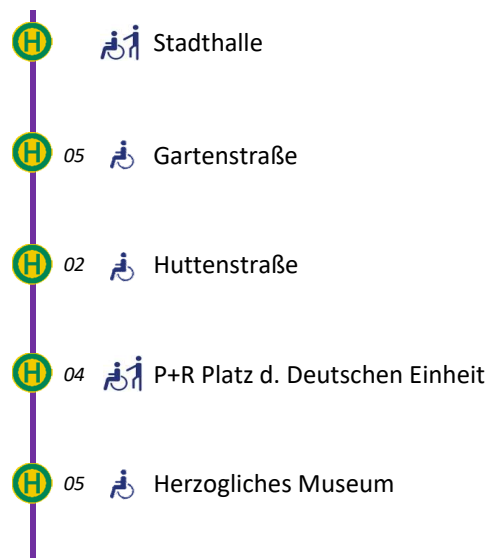 H Stadthalle
H 05 Gartenstraße
H 02 Huttenstraße
H 04 P+R Platz d. Deutschen Einheit
H 05 Herzogliches Museum